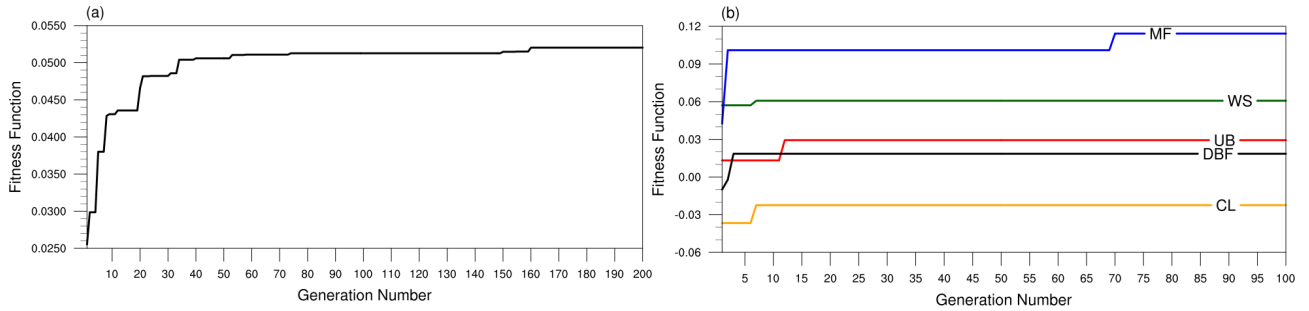 (a)
0.0550
0.0500
0.0450
0.0400
0.0350
0.0300
0.0250
Fitness Function
10 20 30 40 50 60 70 80 90 100 110 120 130 140 150 160 170 180 190 200
Generation Number
(b)
0.12
0.09
0.06
0.03
0.00
-0.03
-0.06
Fitness Function
MF
WS
UB
DBF
CL
5 10 15 20 25 30 35 40 45 50 55 60 65 70 75 80 85 90 95 100
Generation Number